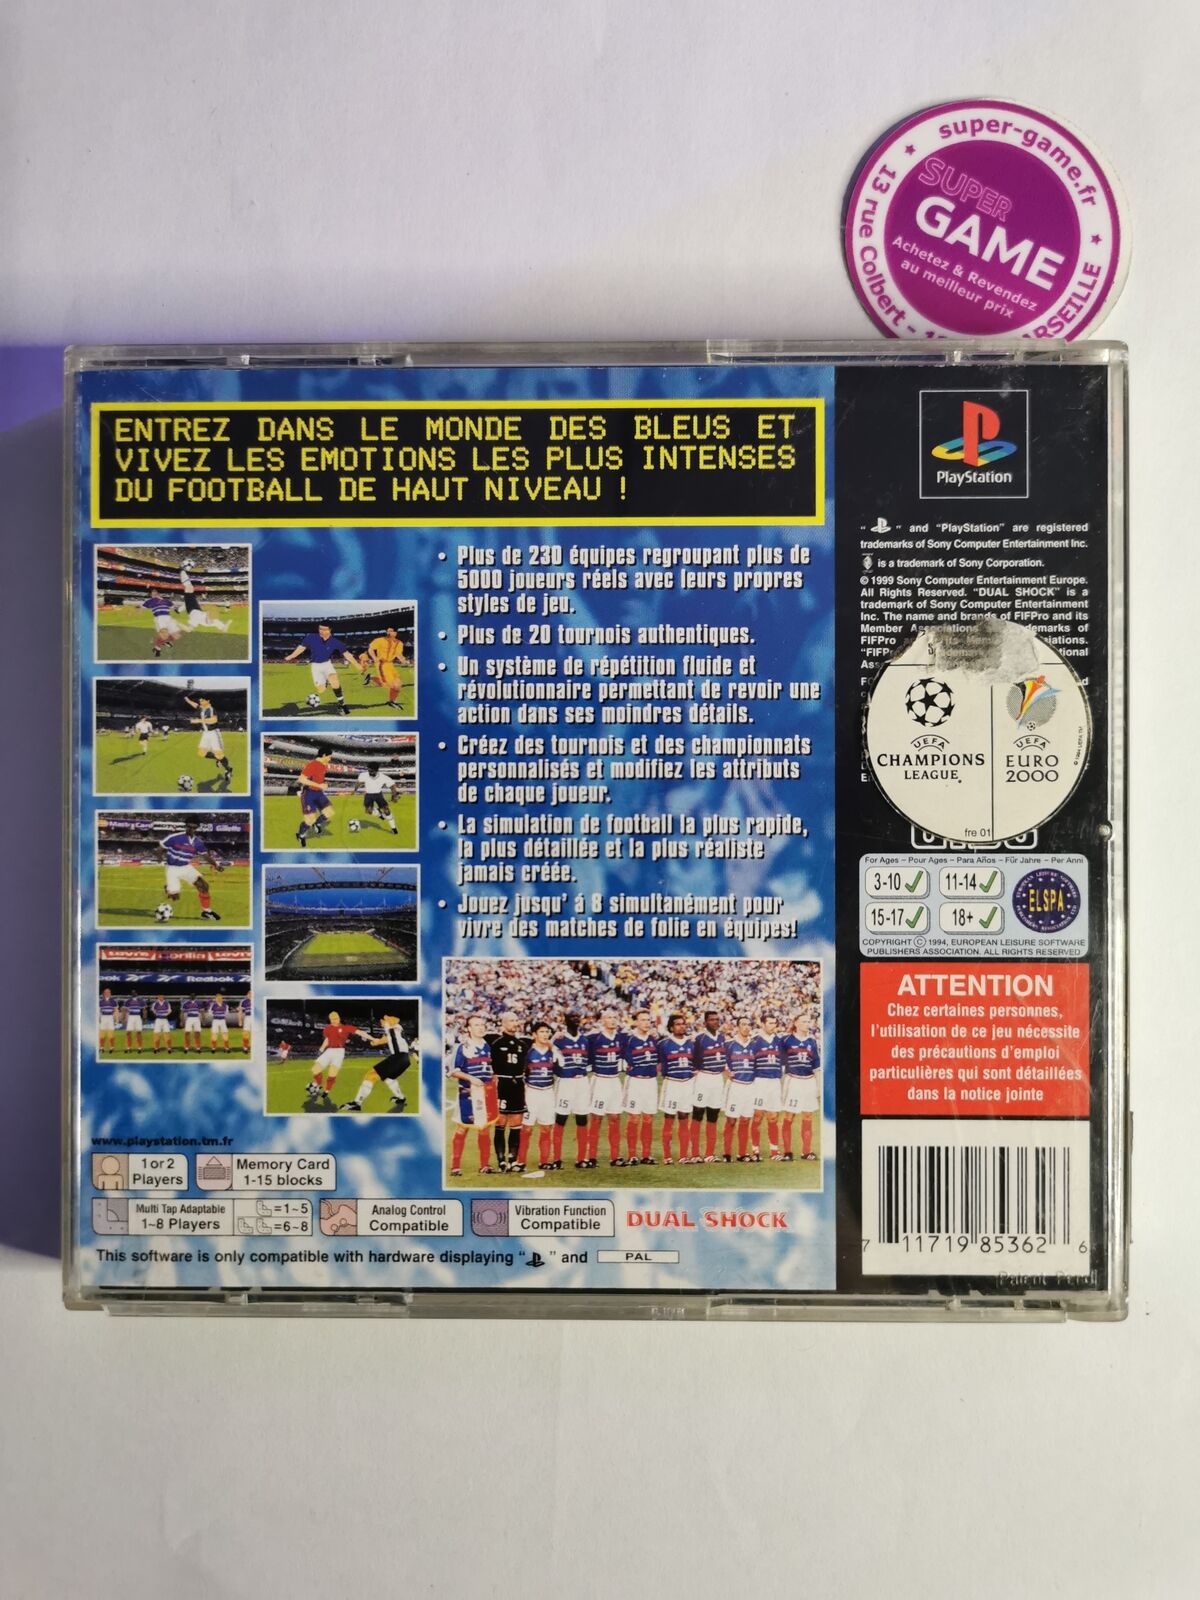 super-game.fr
13 rue Colbert -
SUPER
GAME
Achetez & Revendez
au meilleur prix
ENTREZ DANS LE MONDE DES BLEUS ET
VIVEZ LES EMOTIONS LES PLUS INTENSES
DU FOOTBALL DE HAUT NIVEAU !
• Plus de 230 équipes regroupant plus de
5000 joueurs réels avec leurs propres
styles de jeu.
• Plus de 20 tournois authentiques.
• Un système de répétition fluide et
révolutionnaire permettant de revoir une
action dans ses moindres détails.
• Créez des tournois et des championnats
personnalisés et modifiez les attributs
de chaque joueur.
• La simulation de football la plus rapide,
la plus détaillée et la plus réaliste
jamais créée.
• Jouez jusqu' á 8 simultanément pour
vivre des matches de folie en équipes!
www.playstation.tm.fr
1 or 2
Players
Memory Card
1-15 blocks
Multi Tap Adaptable
1~8 Players
=1~5
=6~8
Analog Control
Compatible
Vibration Function
Compatible
DUAL SHOCK
This software is only compatible with hardware displaying " " and PAL
PlayStation
" " and "PlayStation" are registered
trademarks of Sony Computer Entertainment Inc.
is a trademark of Sony Corporation.
© 1999 Sony Computer Entertainment Europe.
All Rights Reserved. "DUAL SHOCK" is a
trademark of Sony Computer Entertainment
Inc. The name and brands of FIFPro and its
Member
FIFPro
UEFA
CHAMPIONS
LEAGUE
UEFA
EURO
2000
fre 01
For Ages - Pour Ages - Para Años - Für Jahre - Per Anni
3-10 11-14
15-17 18+
ELSPA
COPYRIGHT © 1994, EUROPEAN LEISURE SOFTWARE
PUBLISHERS ASSOCIATION. ALL RIGHTS RESERVED
ATTENTION
Chez certaines personnes,
l'utilisation de ce jeu nécessite
des précautions d'emploi
particulières qui sont détaillées
dans la notice jointe
7 11719 85362 6